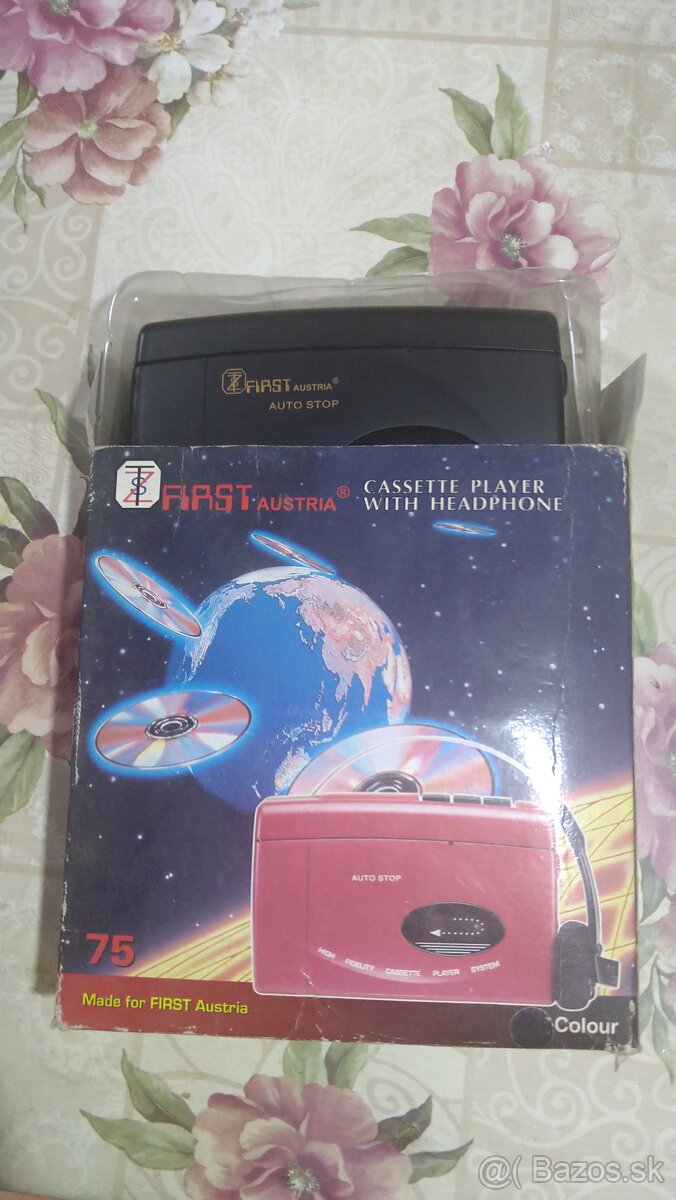 FIRST AUSTRIA®
AUTO STOP
FIRST AUSTRIA®
CASSETTE PLAYER
WITH HEADPHONE
AUTO STOP
HIGH FIDELITY CASSETTE PLAYER SYSTEM
75
Made for FIRST Austria
Colour
@( Bazos.sk